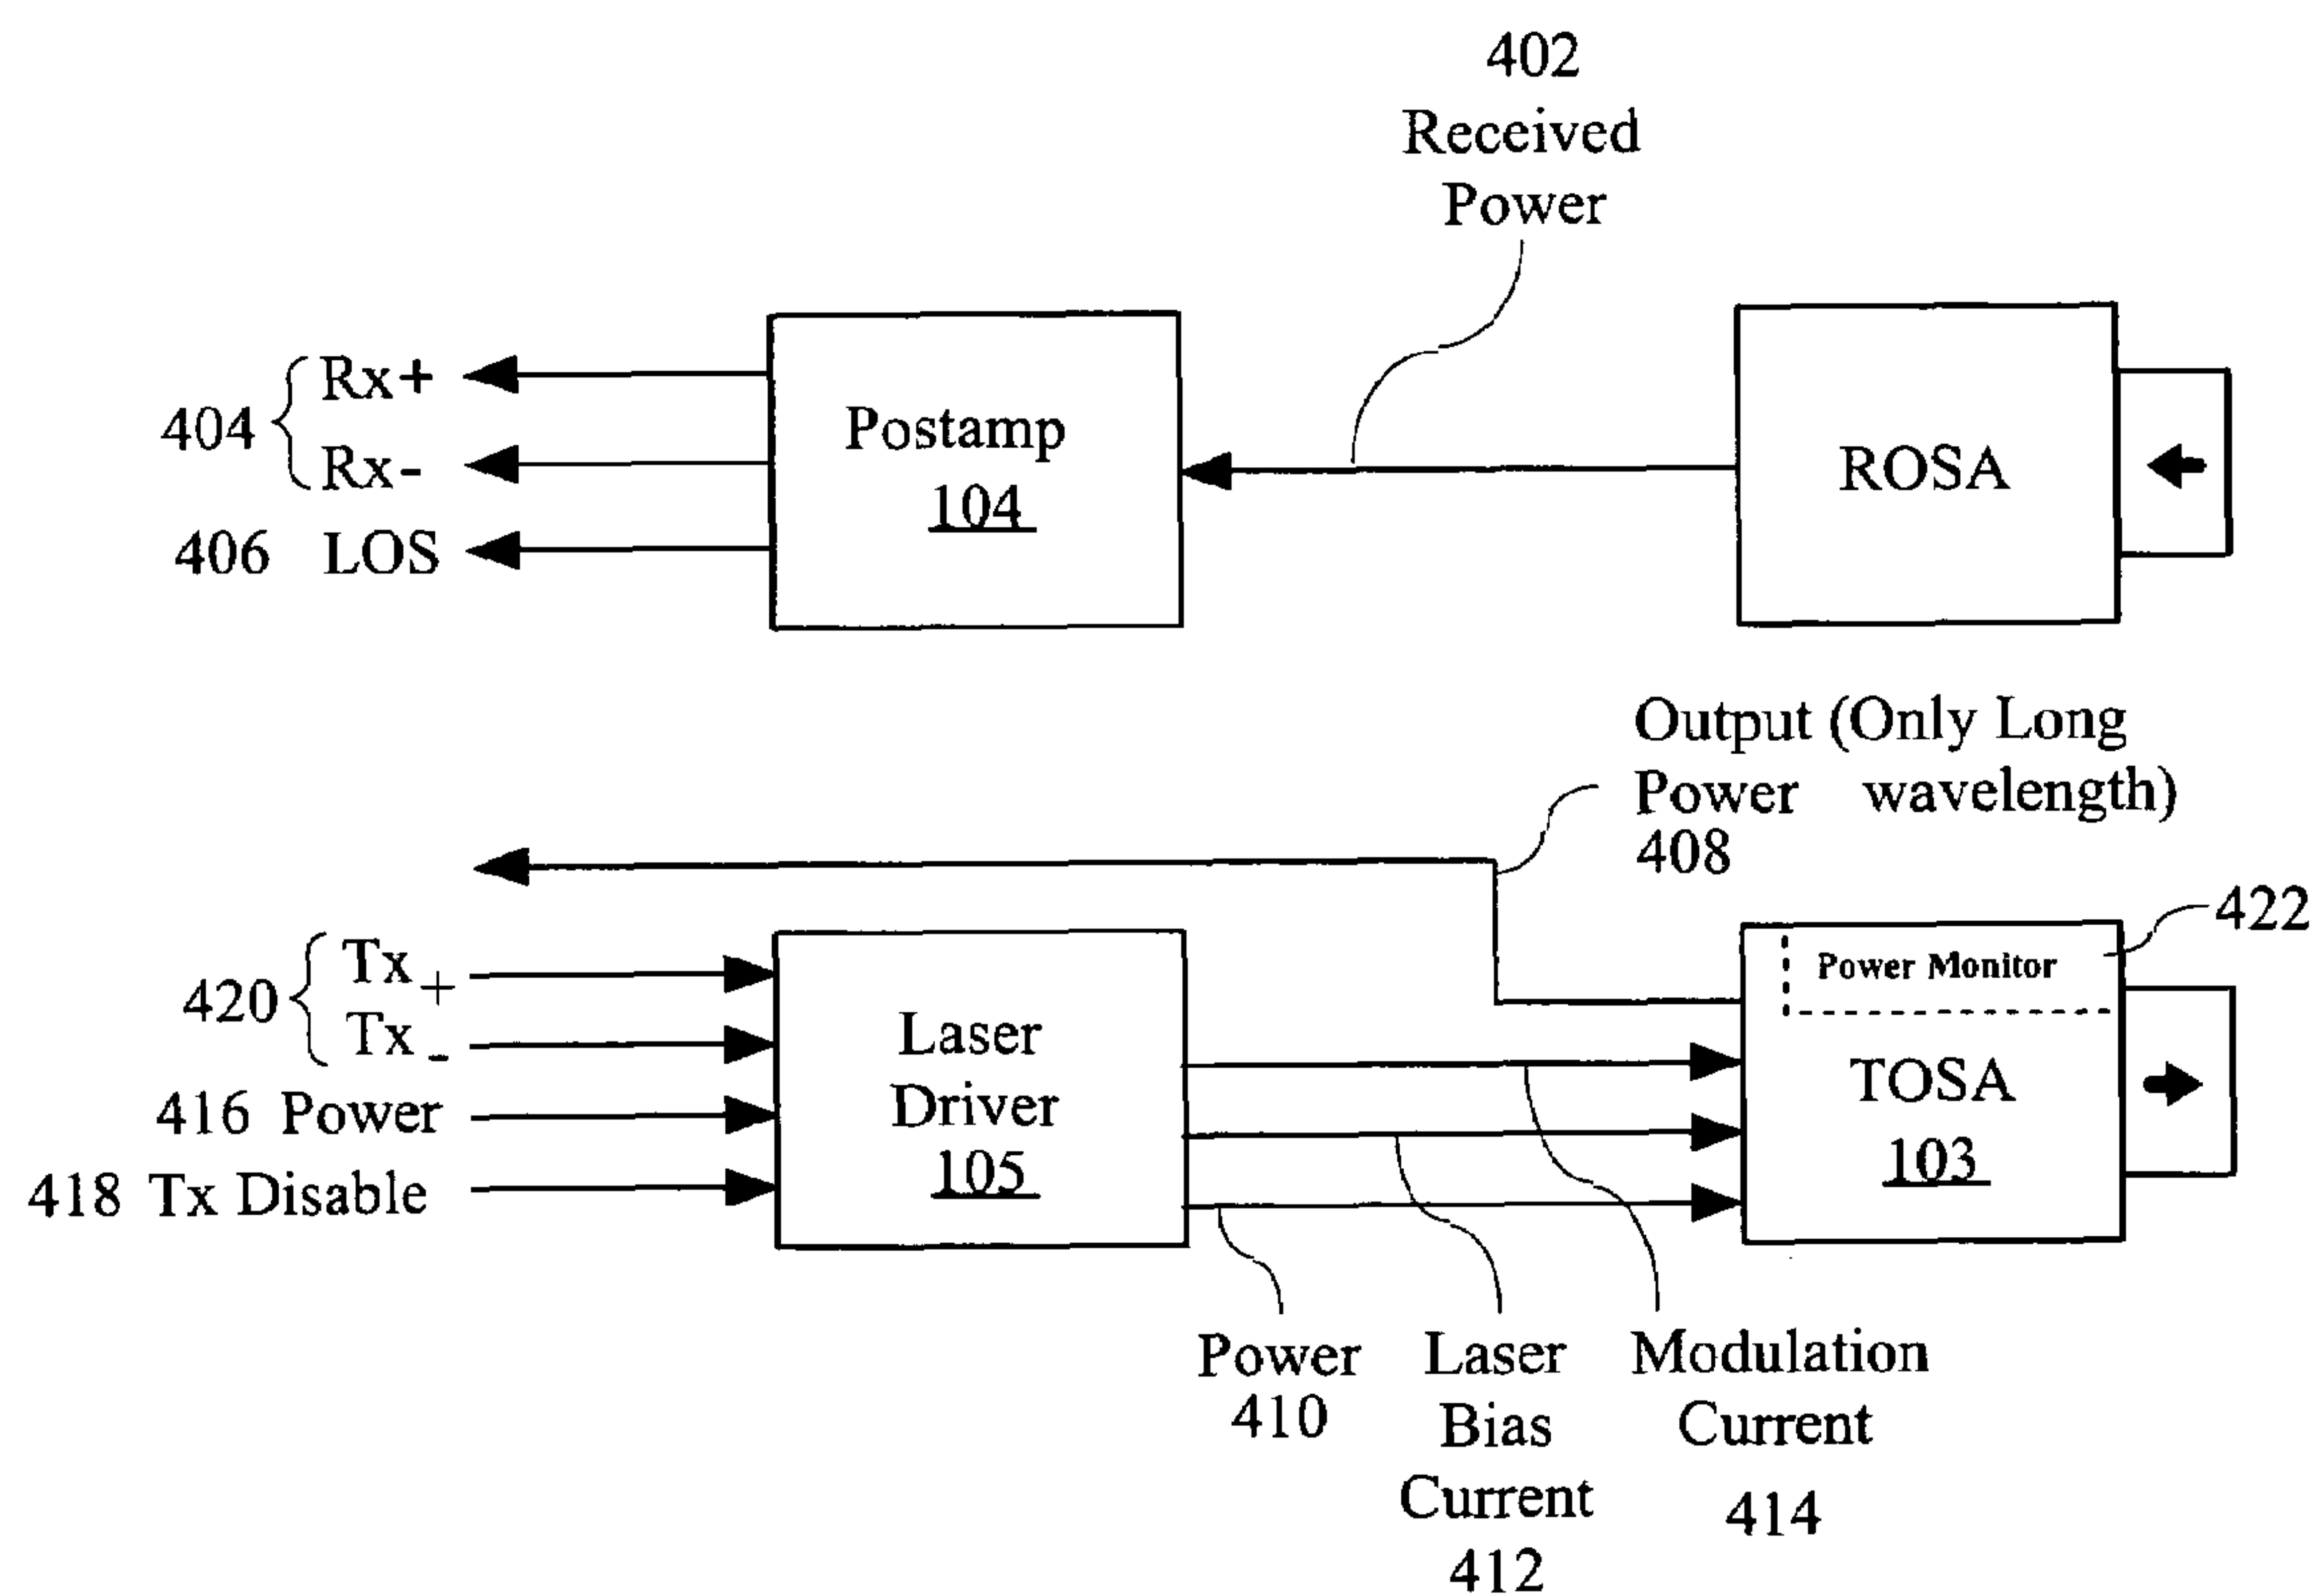 402
Received
Power
404 { Rx+
Rx-
406 LOS
Postamp
104
ROSA
Output (Only Long
Power wavelength)
408
422
420 { Tx +
Tx -
416 Power
418 Tx Disable
Laser
Driver
105
Power Monitor
TOSA
103
Power
410
Laser
Bias
Current
412
Modulation
Current
414